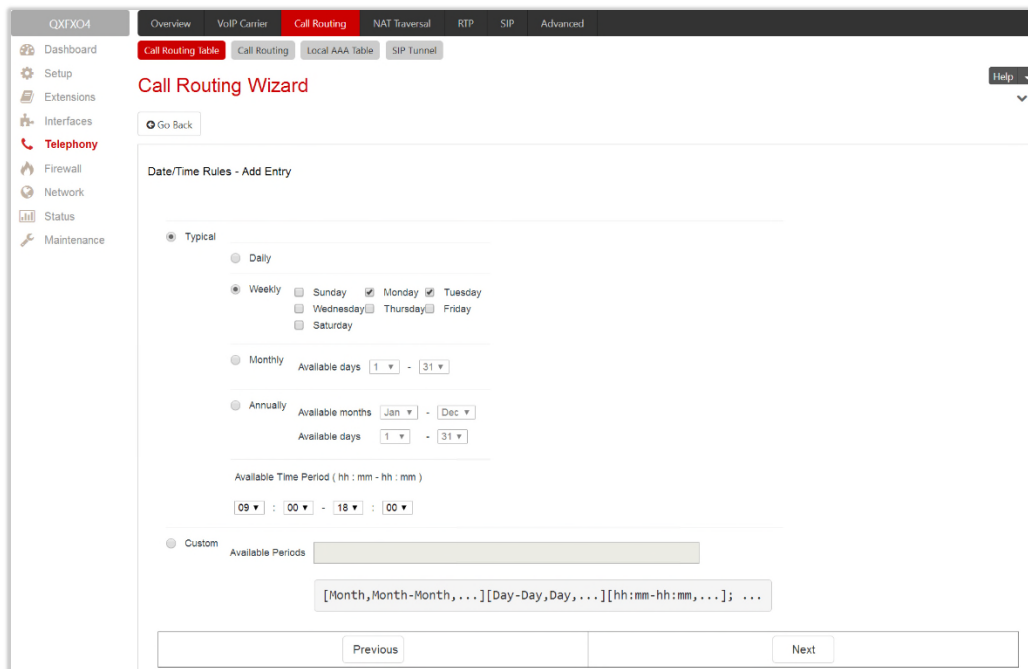 QXFXO4
Overview VoIP Carrier Call Routing NAT Traversal RTP SIP Advanced
Dashboard
Setup
Extensions
Interfaces
Telephony
Firewall
Network
Status
Maintenance
Call Routing Table Call Routing Local AAA Table SIP Tunnel
Help
Call Routing Wizard
Go Back
Date/Time Rules - Add Entry
Typical
Daily
Weekly Sunday Monday Tuesday
Wednesday Thursday Friday
Saturday
Monthly Available days 1 - 31
Annually Available months Jan - Dec
Available days 1 - 31
Available Time Period ( hh : mm - hh : mm )
09 : 00 - 18 : 00
Custom Available Periods
[Month,Month-Month,...][Day-Day,Day,...][hh:mm-hh:mm,...]; ...
Previous Next